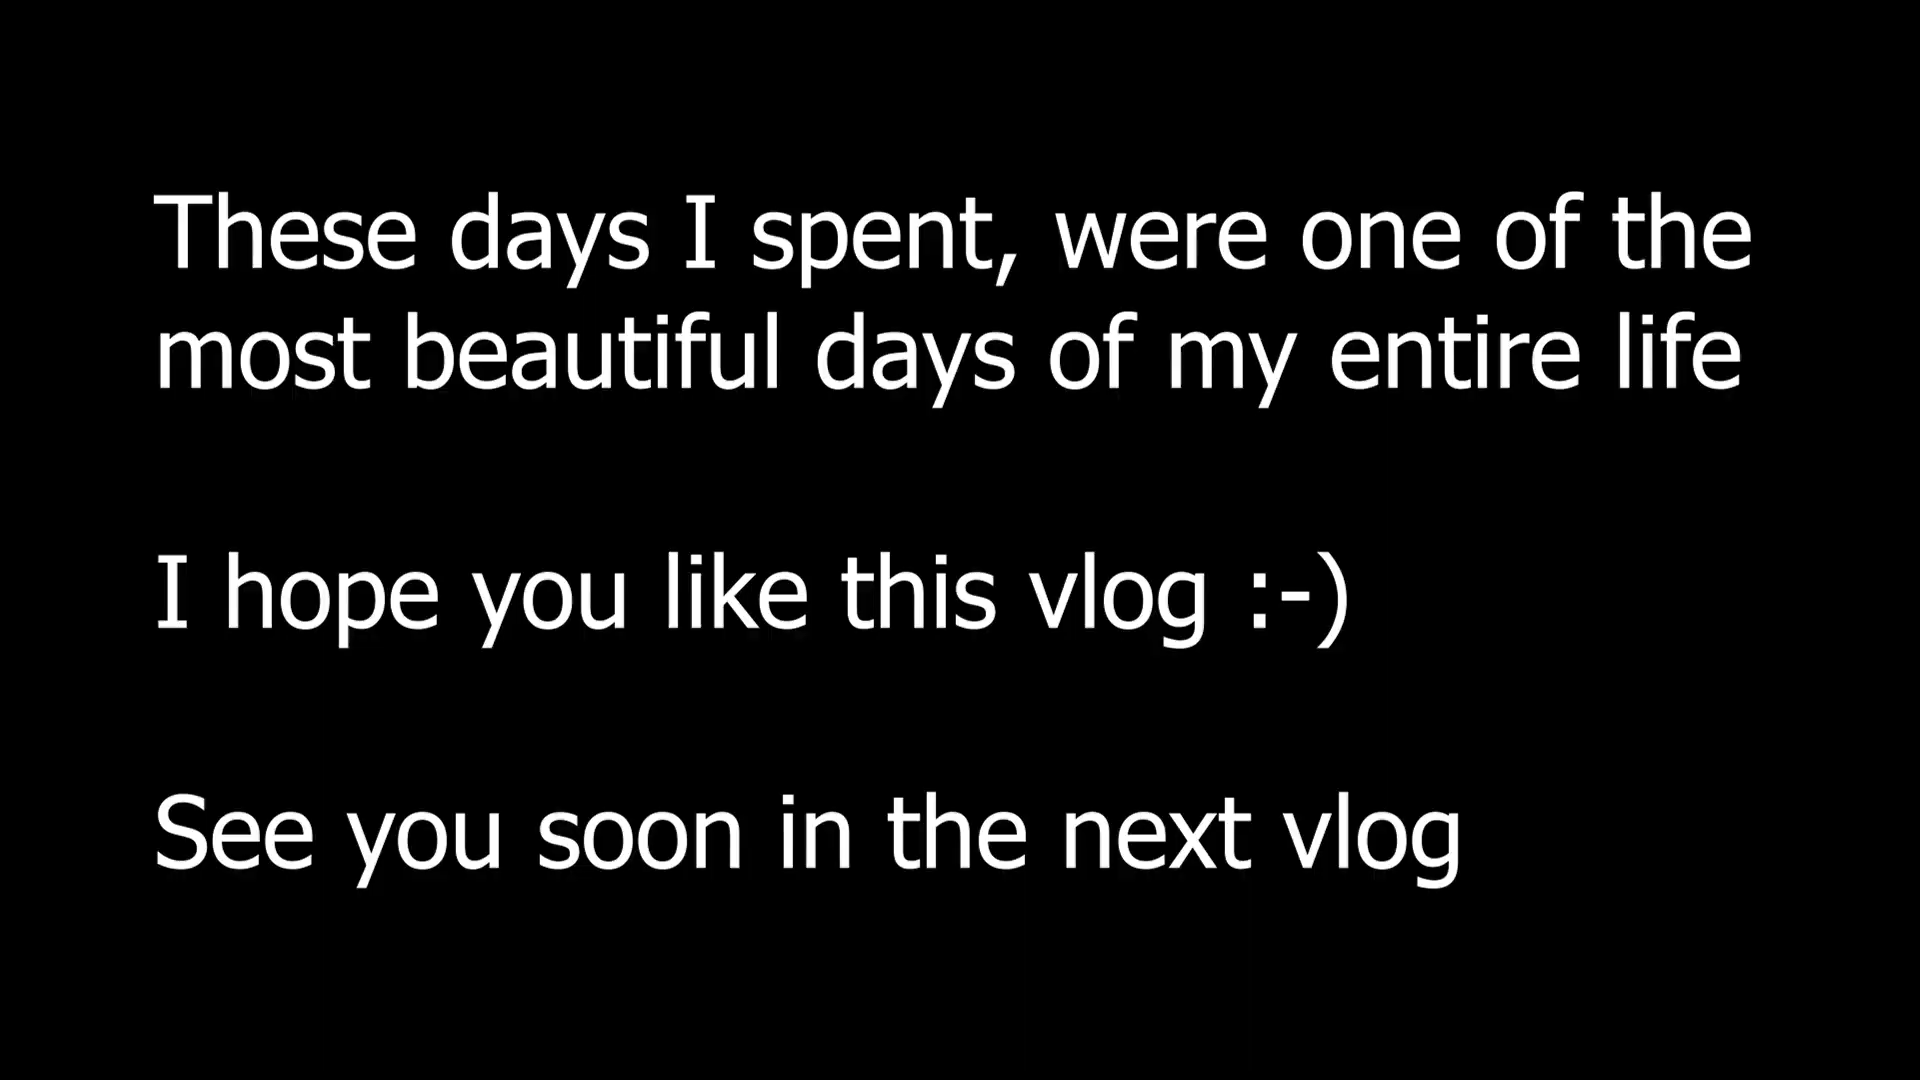 These days I spent, were one of the
most beautiful days of my entire life
I hope you like this vlog :-)
See you soon in the next vlog